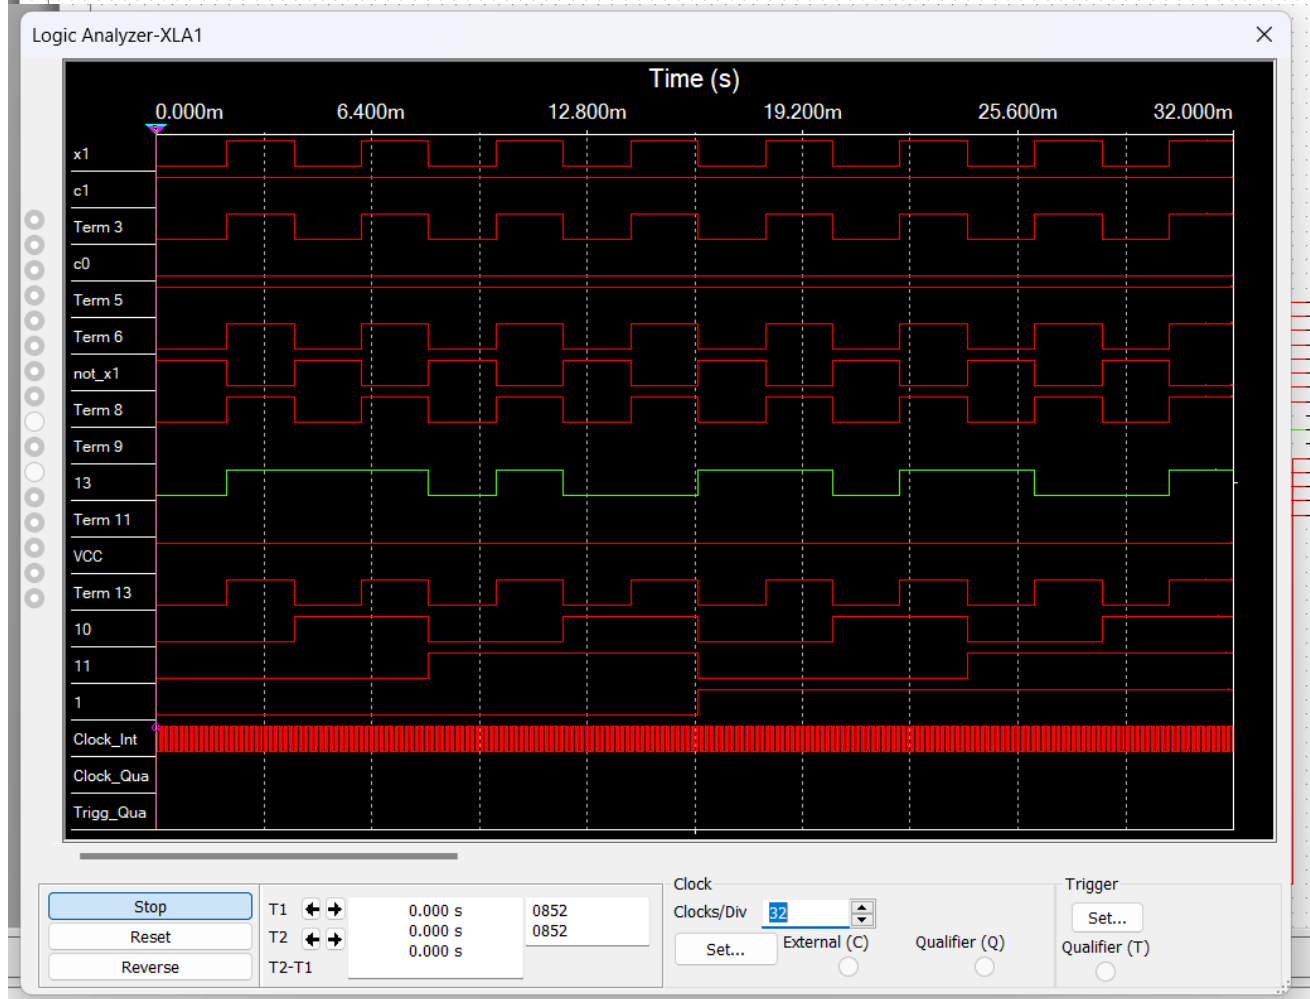 Logic Analyzer-XLA1
Time (s)
0.000m 6.400m 12.800m 19.200m 25.600m 32.000m
x1
c1
Term 3
c0
Term 5
Term 6
not_x1
Term 8
Term 9
13
Term 11
VCC
Term 13
10
11
1
Clock_Int
Clock_Qua
Trigg_Qua
Stop
Reset
Reverse
T1 0.000 s 0852
T2 0.000 s 0852
T2-T1 0.000 s
Clock
Clocks/Div 32
Set... External (C) Qualifier (Q)
Trigger
Set...
Qualifier (T)